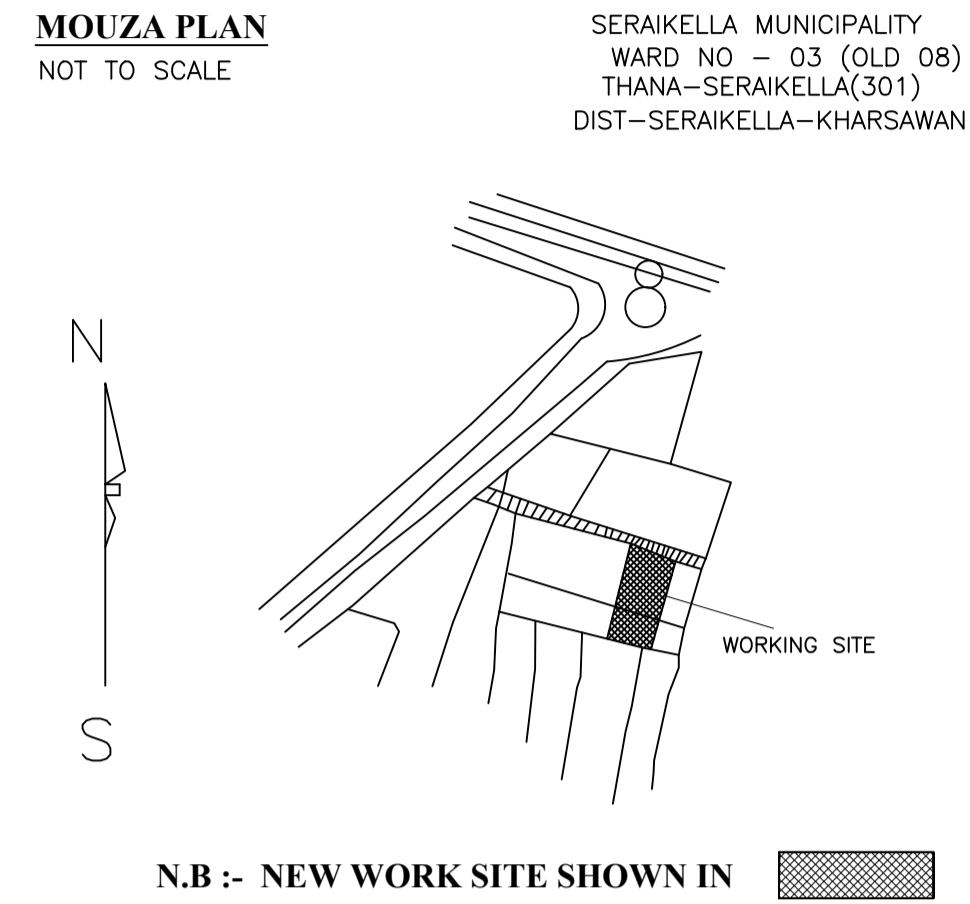 MOUZA PLAN
NOT TO SCALE
SERAIKELLA MUNICIPALITY
WARD NO – 03 (OLD 08)
THANA–SERAIKELLA(301)
DIST–SERAIKELLA–KHARSAWAN
N
S
WORKING SITE
N.B :- NEW WORK SITE SHOWN IN